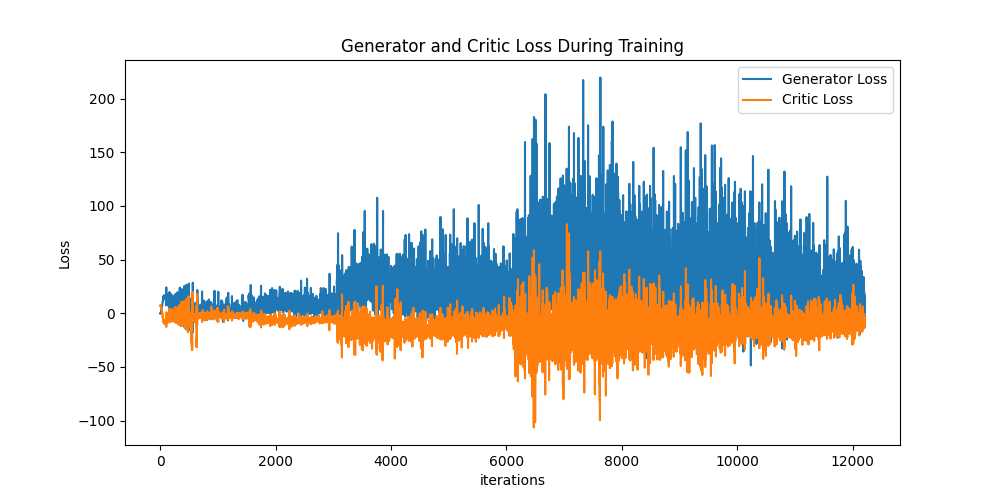 Generator and Critic Loss During Training
Generator Loss
Critic Loss
Loss
200
150
100
50
0
−50
−100
0 2000 4000 6000 8000 10000 12000
iterations